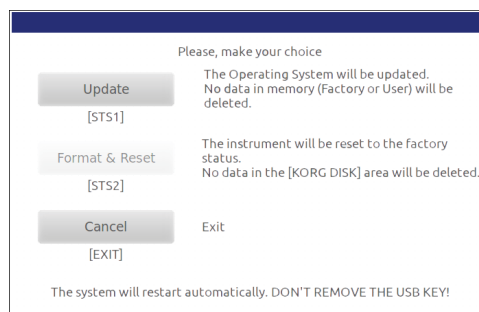 Please, make your choice
Update
[STS1]
The Operating System will be updated.
No data in memory (Factory or User) will be
deleted.
Format & Reset
[STS2]
The instrument will be reset to the factory
status.
No data in the [KORG DISK] area will be deleted.
Cancel
[EXIT]
Exit
The system will restart automatically. DON'T REMOVE THE USB KEY!